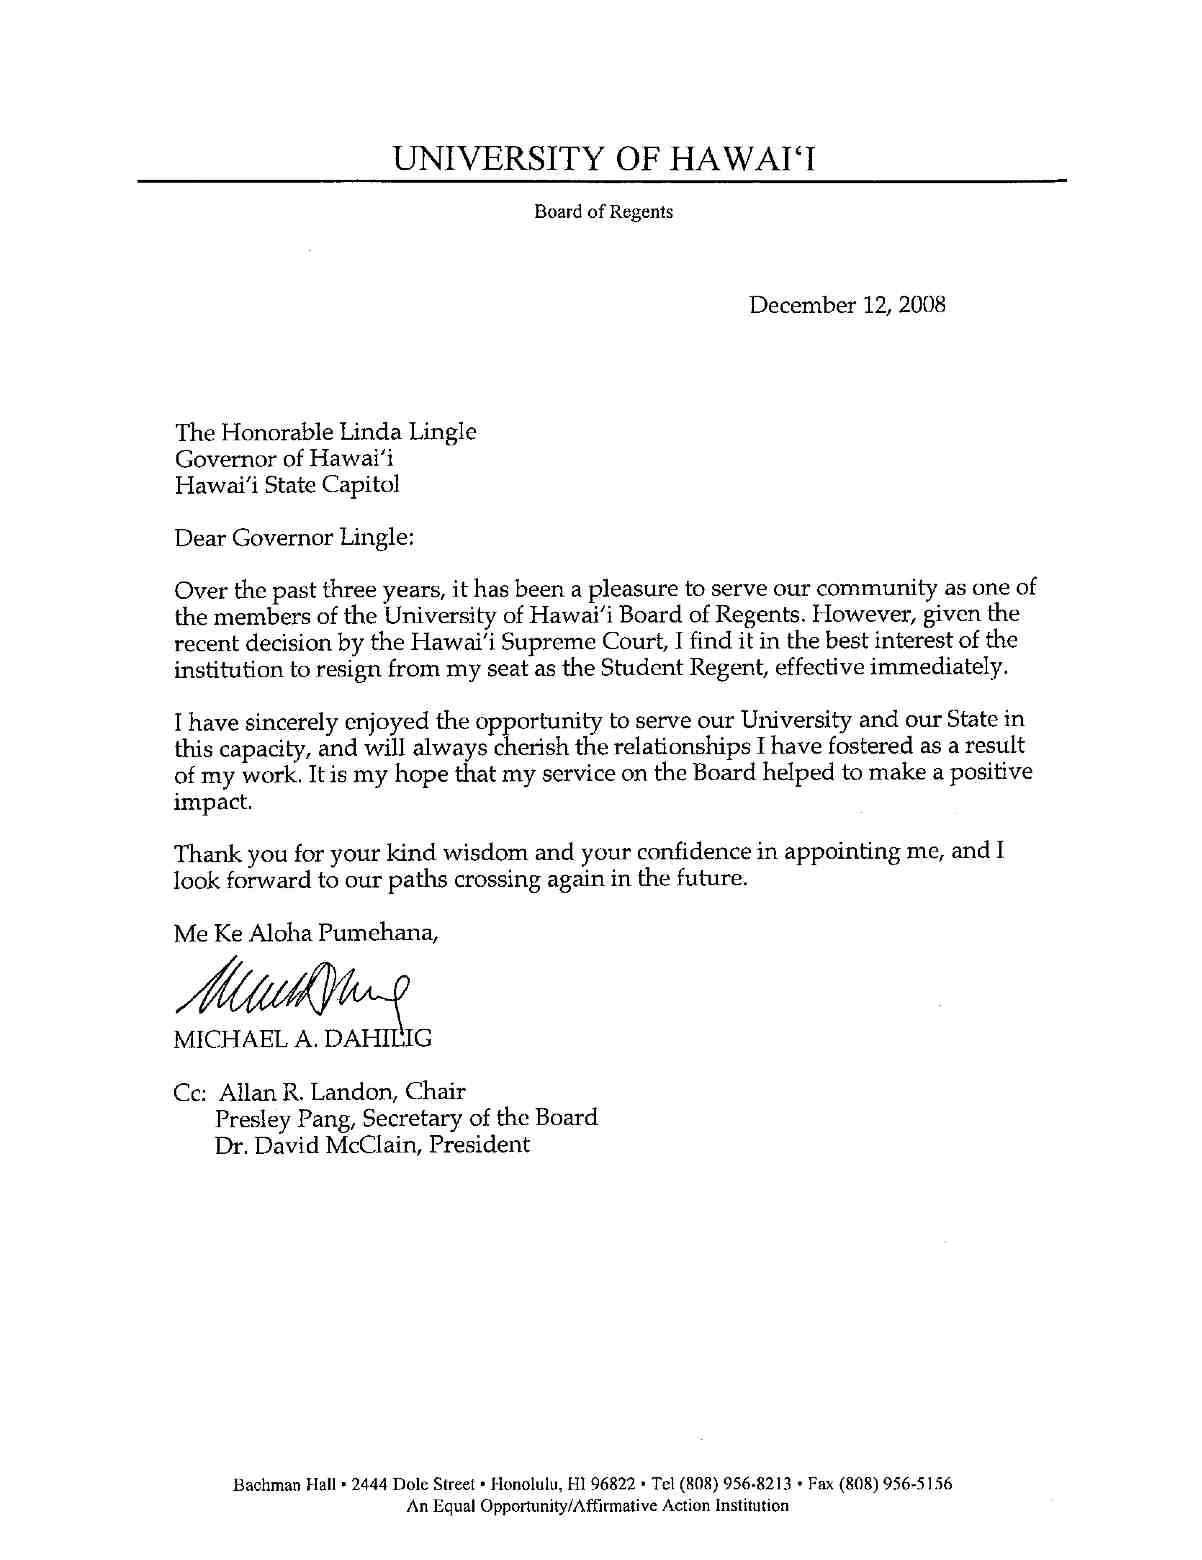 UNIVERSITY OF HAWAI‘I
Board of Regents
December 12, 2008
The Honorable Linda Lingle
Governor of Hawai'i
Hawai'i State Capitol
Dear Governor Lingle:
Over the past three years, it has been a pleasure to serve our community as one of
the members of the University of Hawai'i Board of Regents. However, given the
recent decision by the Hawai'i Supreme Court, I find it in the best interest of the
institution to resign from my seat as the Student Regent, effective immediately.
I have sincerely enjoyed the opportunity to serve our University and our State in
this capacity, and will always cherish the relationships I have fostered as a result
of my work. It is my hope that my service on the Board helped to make a positive
impact.
Thank you for your kind wisdom and your confidence in appointing me, and I
look forward to our paths crossing again in the future.
Me Ke Aloha Pumehana,
MICHAEL A. DAHILIG
Cc: Allan R. Landon, Chair
Presley Pang, Secretary of the Board
Dr. David McClain, President
Bachman Hall • 2444 Dole Street • Honolulu, HI 96822 • Tel (808) 956-8213 • Fax (808) 956-5156
An Equal Opportunity/Affirmative Action Institution